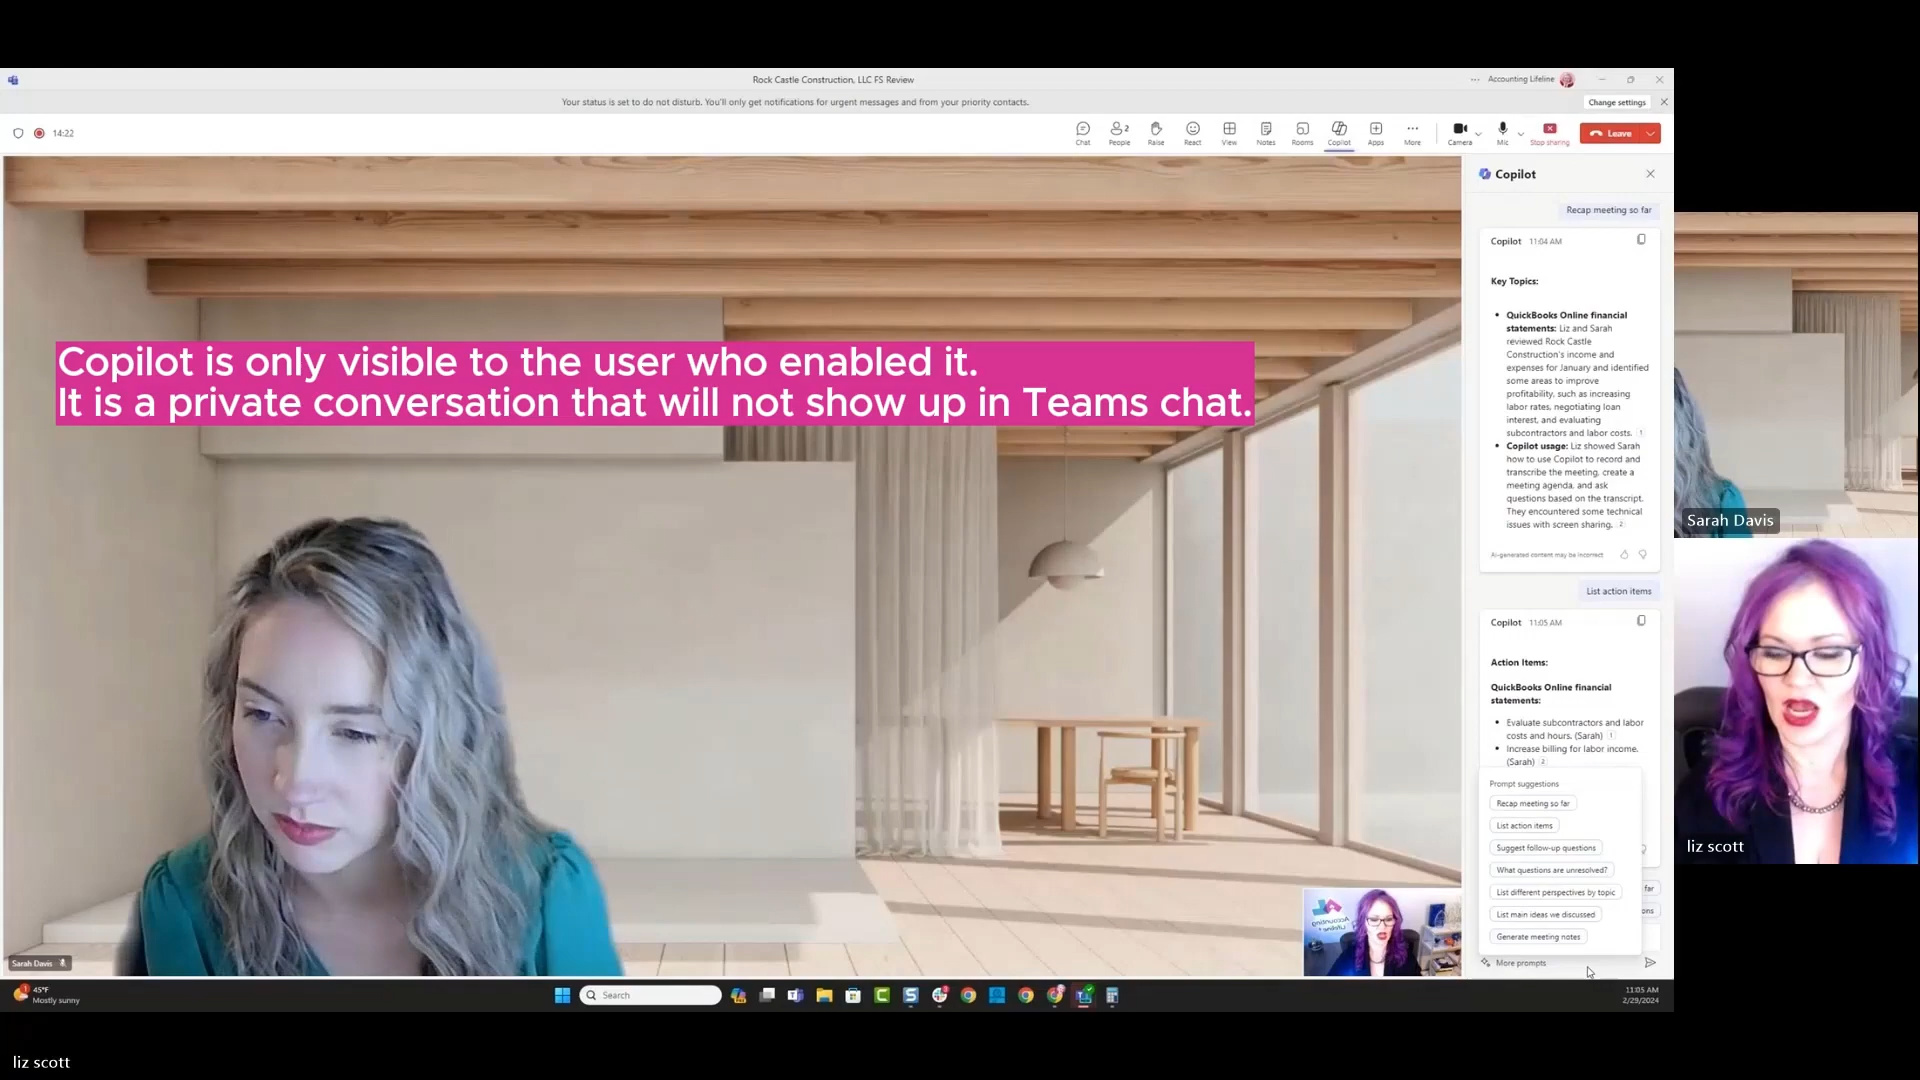 Rock Castle Construction, LLC FS Review
Accounting Lifeline
Your status is set to do not disturb. You'll only get notifications for urgent messages and from your priority contacts.
Change settings
14:22
Chat
People
2
Raise
React
View
Notes
Rooms
Copilot
Apps
More
Camera
Mic
Stop sharing
Leave
Copilot is only visible to the user who enabled it.
It is a private conversation that will not show up in Teams chat.
Sarah Davis
Copilot
Recap meeting so far
Copilot 11:04 AM
Key Topics:
QuickBooks Online financial
statements: Liz and Sarah
reviewed Rock Castle
Construction's income and
expenses for January and identified
some areas to improve
profitability, such as increasing
labor rates, negotiating loan
interest, and evaluating
subcontractors and labor costs. 1
Copilot usage: Liz showed Sarah
how to use Copilot to record and
transcribe the meeting, create a
meeting agenda, and ask
questions based on the transcript.
They encountered some technical
issues with screen sharing. 2
AI-generated content may be incorrect
List action items
Copilot 11:05 AM
Action Items:
QuickBooks Online financial
statements:
Evaluate subcontractors and labor
costs and hours. (Sarah) 1
Increase billing for labor income.
(Sarah) 2
Prompt suggestions
Recap meeting so far
List action items
Suggest follow-up questions
What questions are unresolved?
List different perspectives by topic
List main ideas we discussed
Generate meeting notes
far
ons
More prompts
Accounting
Lifeline
45°F
Mostly sunny
Search
11:05 AM
2/29/2024
Sarah Davis
liz scott
liz scott